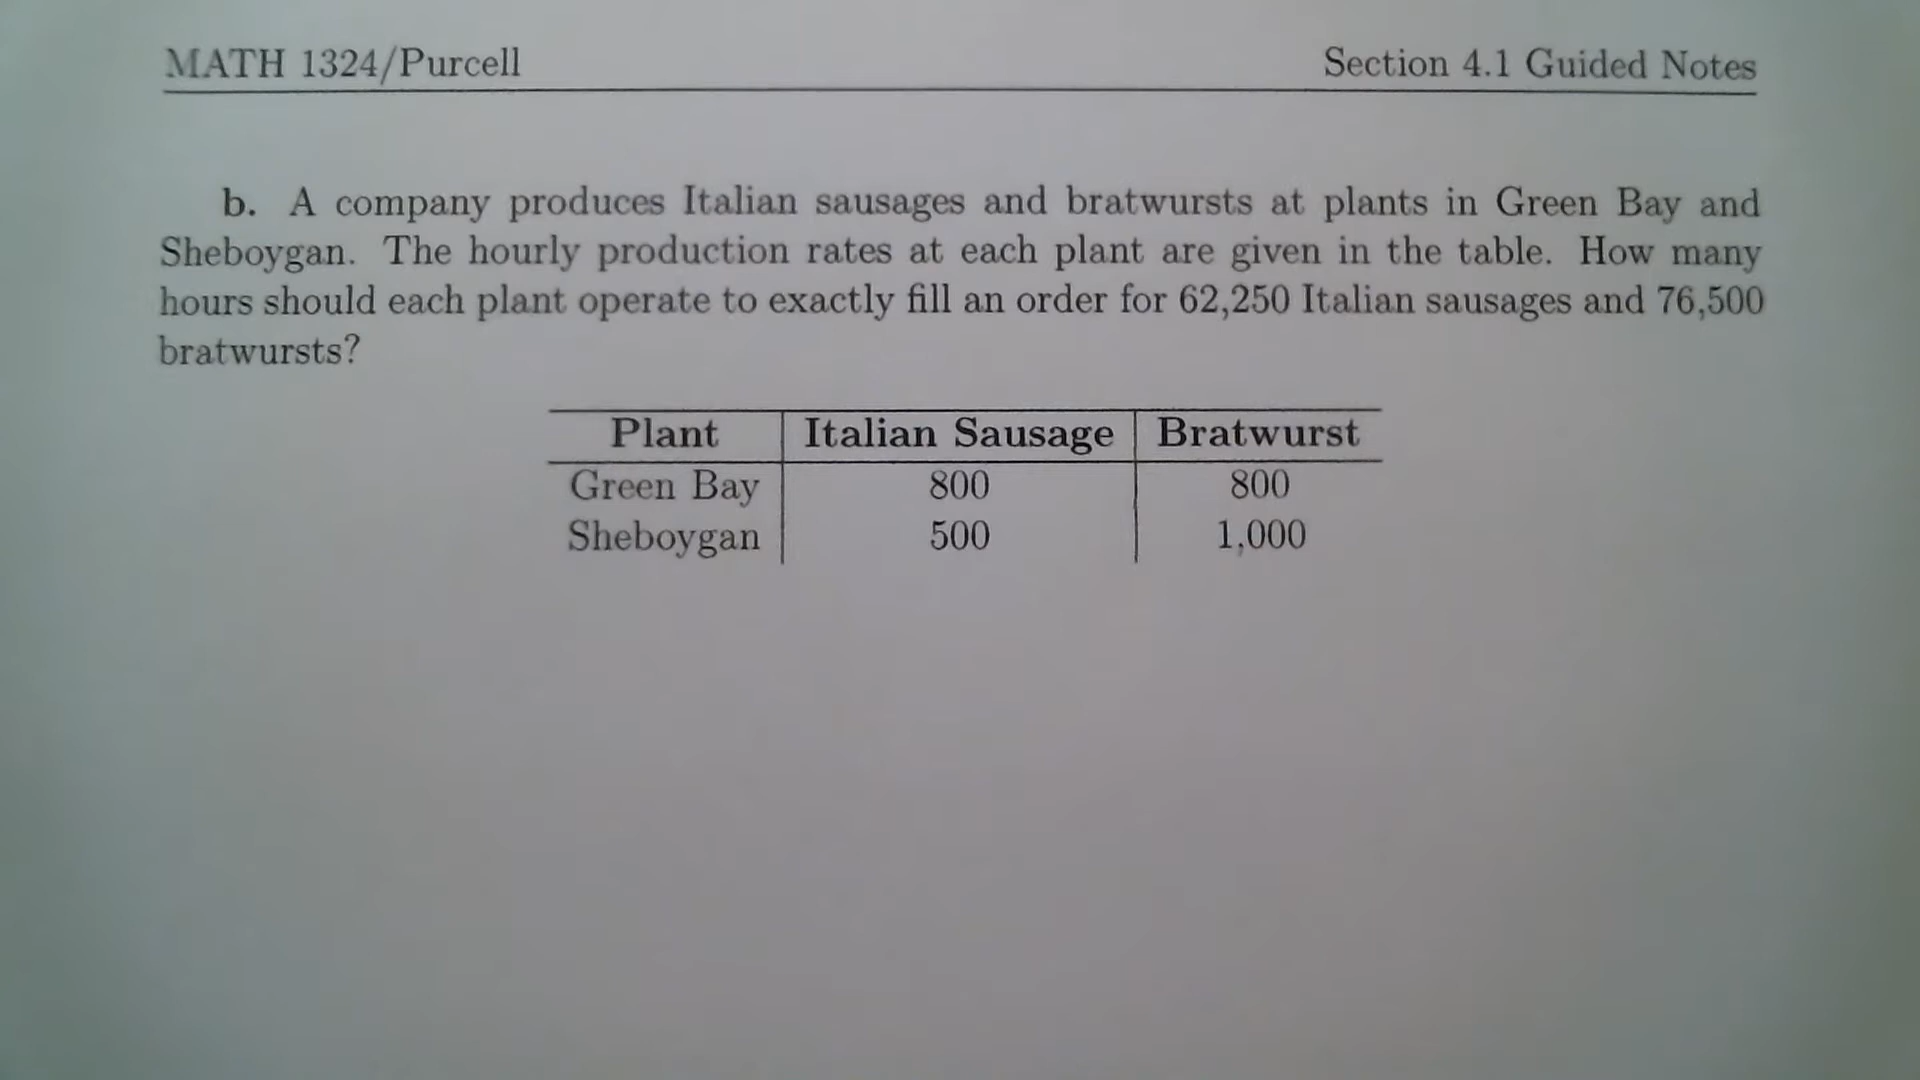 MATH 1324/Purcell Section 4.1 Guided Notes
b. A company produces Italian sausages and bratwursts at plants in Green Bay and
Sheboygan. The hourly production rates at each plant are given in the table. How many
hours should each plant operate to exactly fill an order for 62,250 Italian sausages and 76,500
bratwursts?
Plant Italian Sausage Bratwurst
Green Bay 800 800
Sheboygan 500 1,000